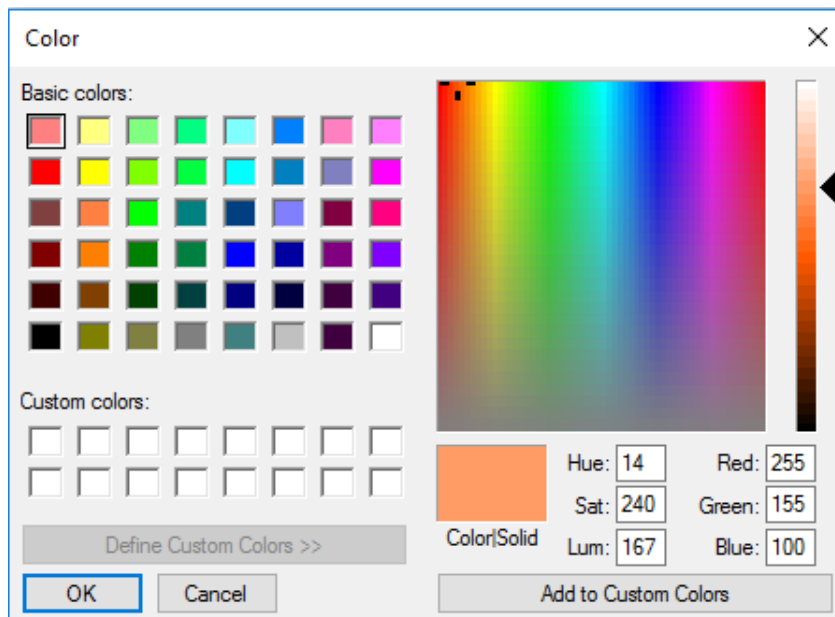 Color
Basic colors:
Custom colors:
Define Custom Colors >>
OK
Cancel
Color|Solid
Hue: 14
Sat: 240
Lum: 167
Red: 255
Green: 155
Blue: 100
Add to Custom Colors